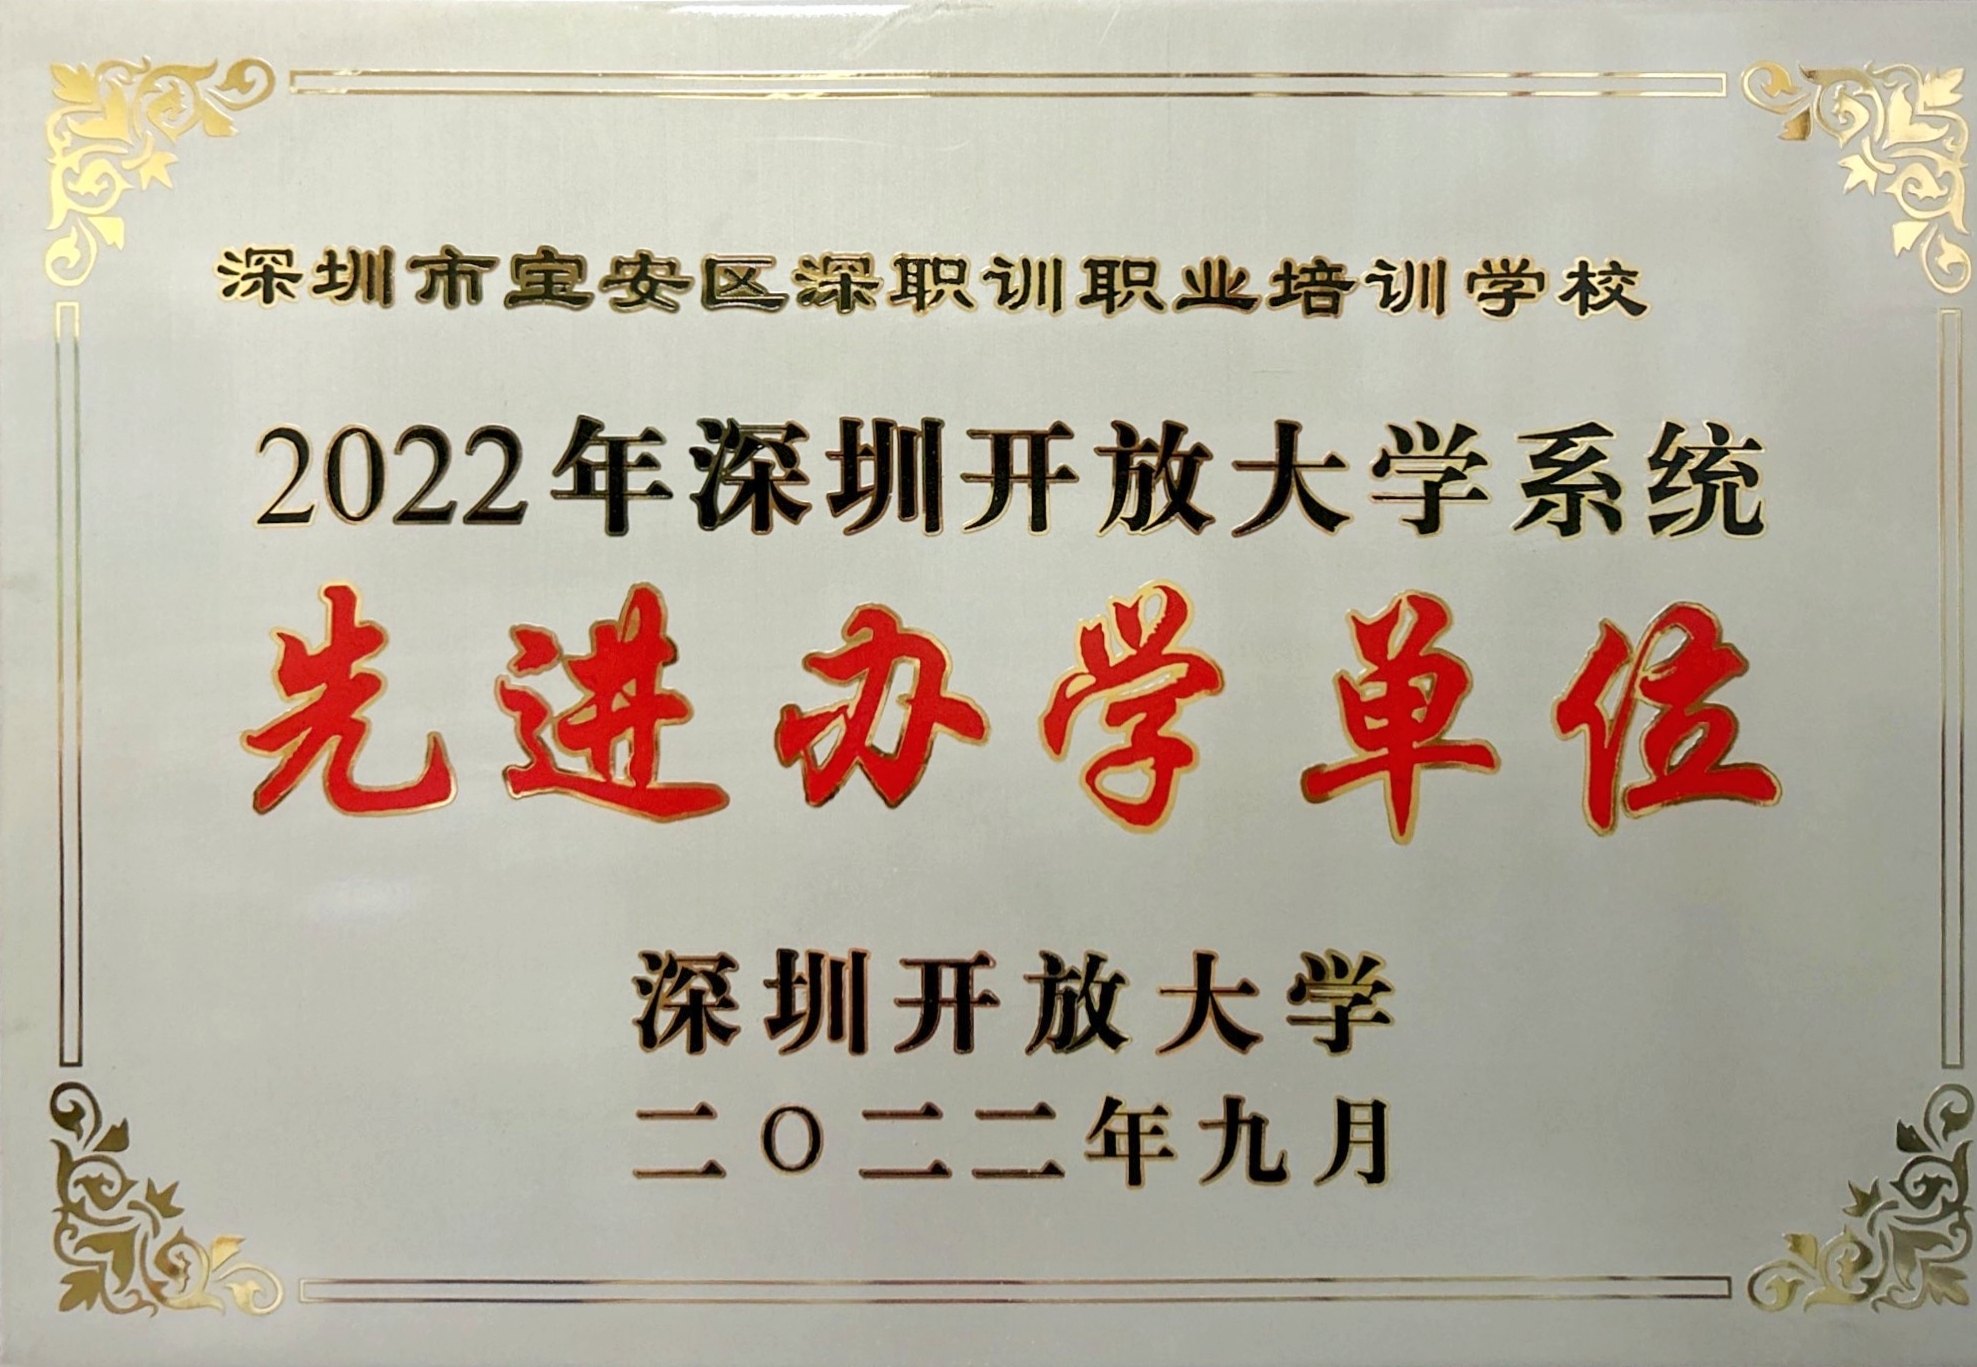 深圳市宝安区深职训职业培训学校
2022年深圳开放大学系统
先进办学单位
深圳开放大学
二〇二二年九月